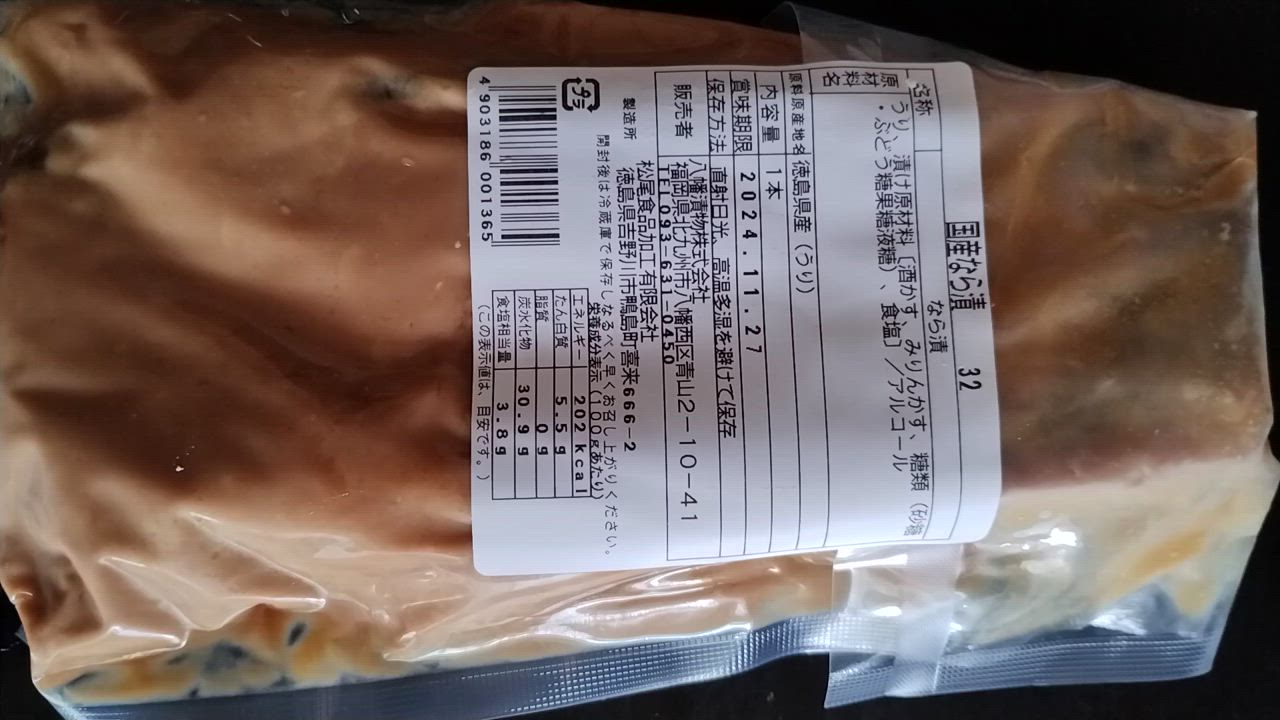 国産なら漬 32
名称 なら漬
原材料名 うり、漬け原材料〔酒かす、みりんかす、糖類（砂糖
・ぶどう糖果糖液糖）、食塩〕／アルコール
原料原産地名 徳島県産（うり）
内容量 1本
賞味期限 2024.11.27
保存方法 直射日光、高温多湿を避けて保存
販売者 八幡漬物株式会社
福岡県北九州市八幡西区青山2－10－41
TEL093-631-0450
製造所 松尾食品加工有限会社
徳島県吉野川市鴨島町喜来666-2
開封後は冷蔵庫で保存しなるべく早くお召し上がりください。
プラ
栄養成分表示(100gあたり)
エネルギー 202kcal
たん白質 5.5g
脂質 0g
炭水化物 30.9g
食塩相当量 3.8g
(この表示値は、目安です。)
4 903186 001365